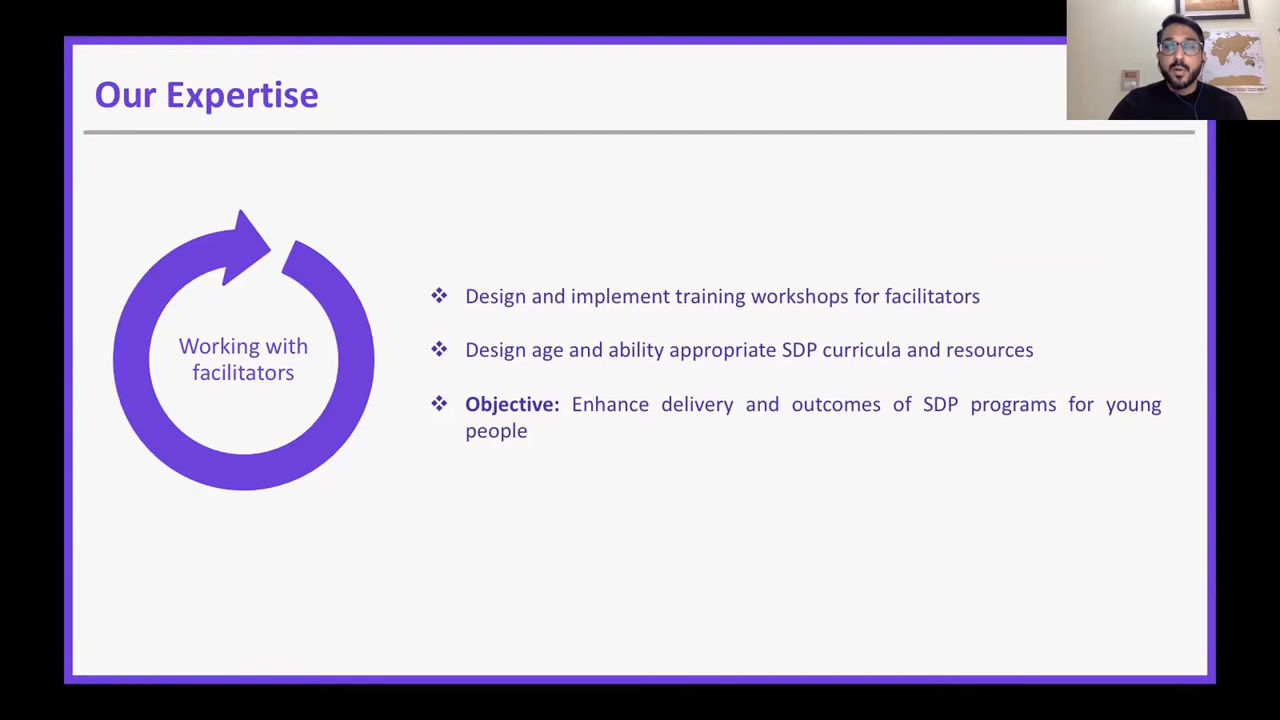 Our Expertise
Working with
facilitators
❖ Design and implement training workshops for facilitators
❖ Design age and ability appropriate SDP curricula and resources
❖ Objective: Enhance delivery and outcomes of SDP programs for young
people